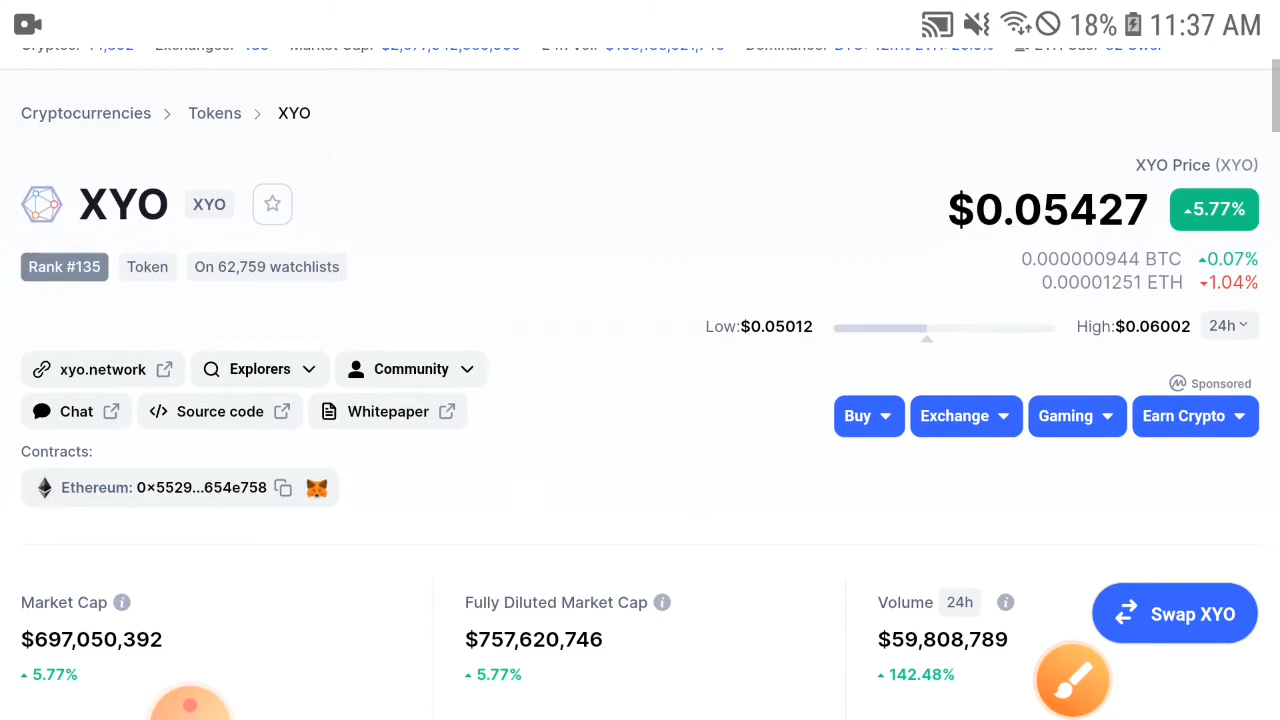 18% 11:37 AM
Cryptocurrencies > Tokens > XYO
XYO Price (XYO)
XYO XYO
$0.05427 5.77%
Rank #135 Token On 62,759 watchlists
0.000000944 BTC 0.07%
0.00001251 ETH 1.04%
Low:$0.05012 High:$0.06002 24h
xyo.network Explorers Community
Sponsored
Chat Source code Whitepaper
Buy Exchange Gaming Earn Crypto
Contracts:
Ethereum: 0x5529...654e758
Market Cap Fully Diluted Market Cap Volume 24h
Swap XYO
$697,050,392 $757,620,746 $59,808,789
5.77% 5.77% 142.48%